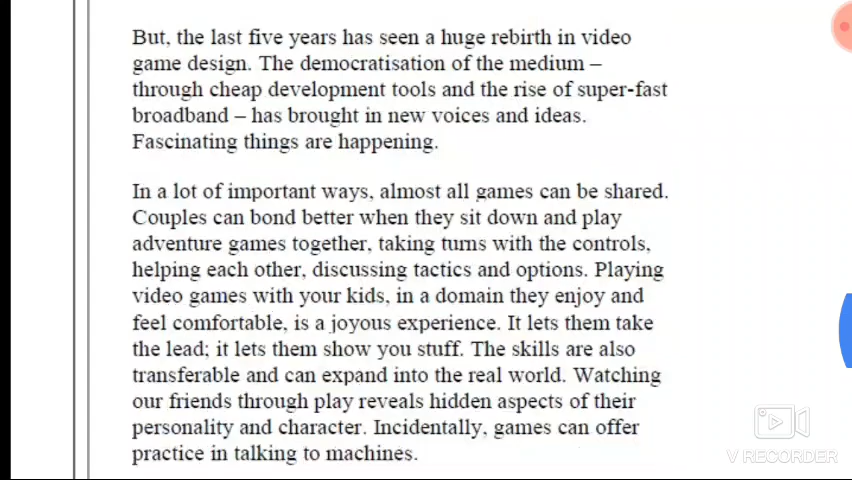 But, the last five years has seen a huge rebirth in video
game design. The democratisation of the medium –
through cheap development tools and the rise of super-fast
broadband – has brought in new voices and ideas.
Fascinating things are happening.
In a lot of important ways, almost all games can be shared.
Couples can bond better when they sit down and play
adventure games together, taking turns with the controls,
helping each other, discussing tactics and options. Playing
video games with your kids, in a domain they enjoy and
feel comfortable, is a joyous experience. It lets them take
the lead; it lets them show you stuff. The skills are also
transferable and can expand into the real world. Watching
our friends through play reveals hidden aspects of their
personality and character. Incidentally, games can offer
practice in talking to machines.
V RECORDER